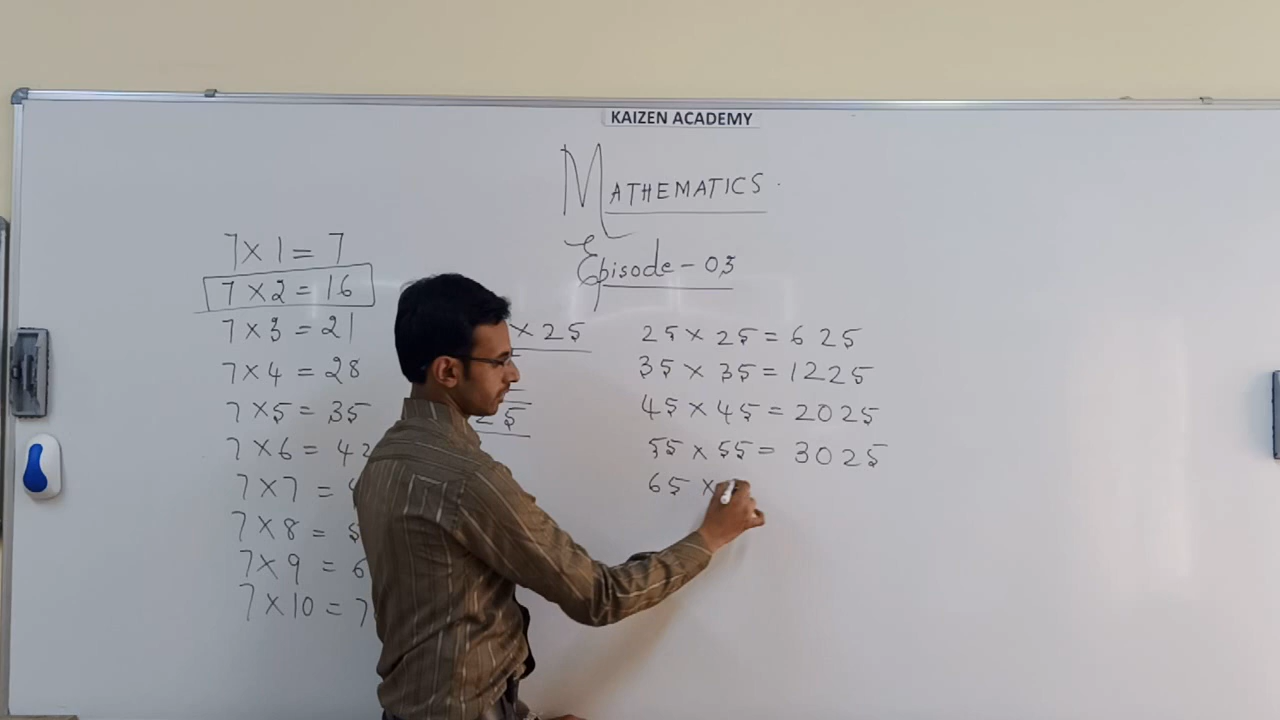 KAIZEN ACADEMY
MATHEMATICS.
Episode - 03
7 × 1 = 7
7 × 2 = 16
7 × 3 = 21
7 × 4 = 28
7 × 5 = 35
7 × 6 = 42
7 × 7 =
7 × 8 =
7 × 9 = 6
7 × 10 = 7
× 25
25
25 × 25 = 625
35 × 35 = 1225
45 × 45 = 2025
55 × 55 = 3025
65 ×